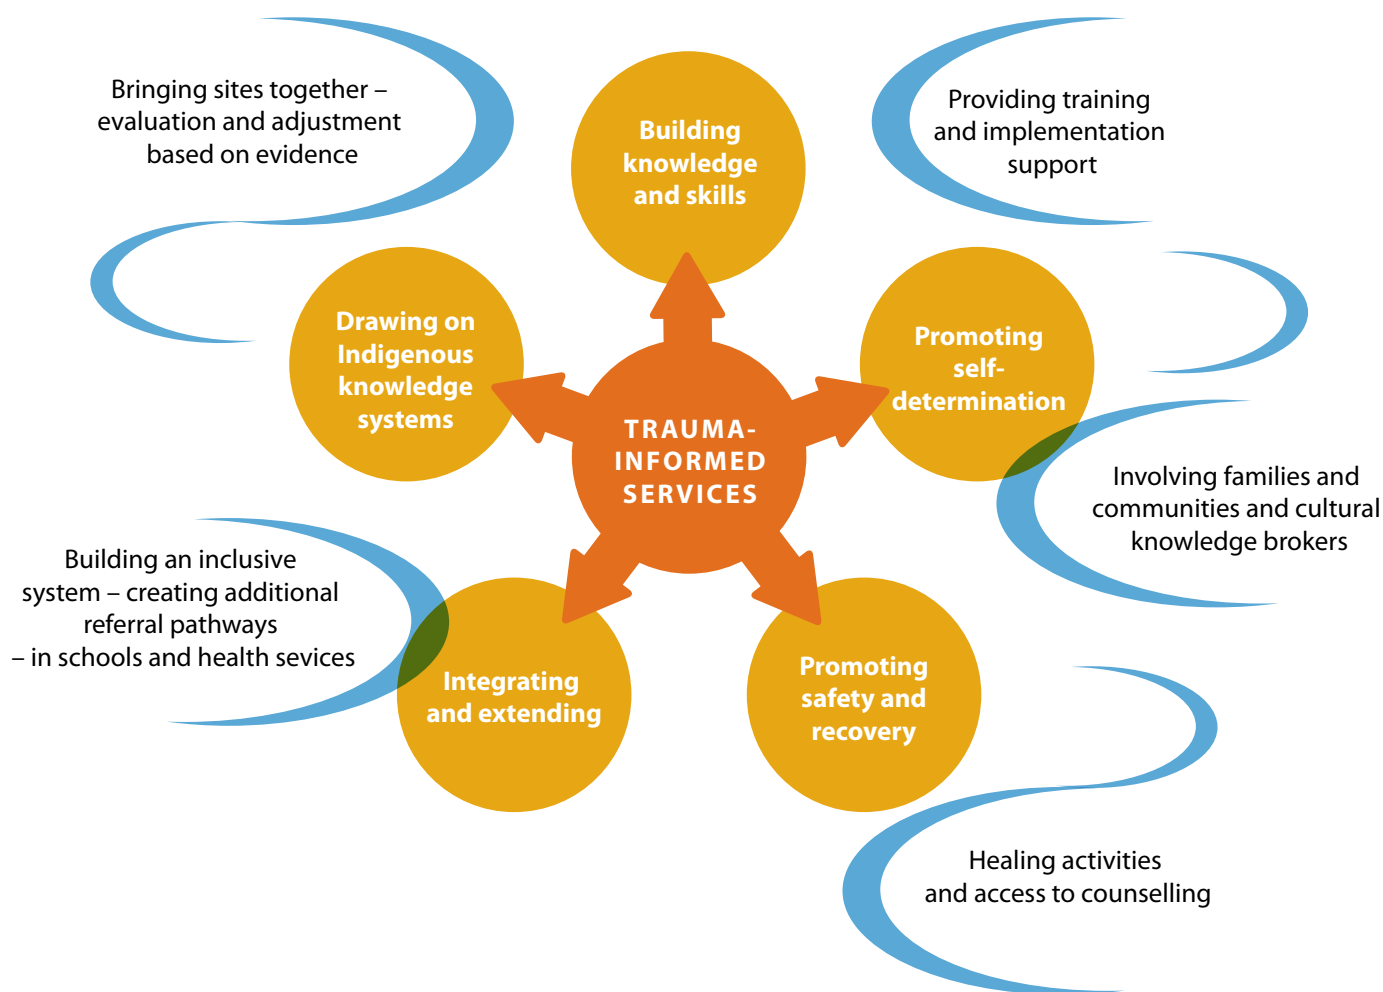 Bringing sites together –
evaluation and adjustment
based on evidence
Building
knowledge
and skills
Providing training
and implementation
support
Drawing on
Indigenous
knowledge
systems
Promoting
self-
determination
TRAUMA-
INFORMED
SERVICES
Involving families and
communities and cultural
knowledge brokers
Building an inclusive
system – creating additional
referral pathways
– in schools and health sevices
Integrating
and extending
Promoting
safety and
recovery
Healing activities
and access to counselling